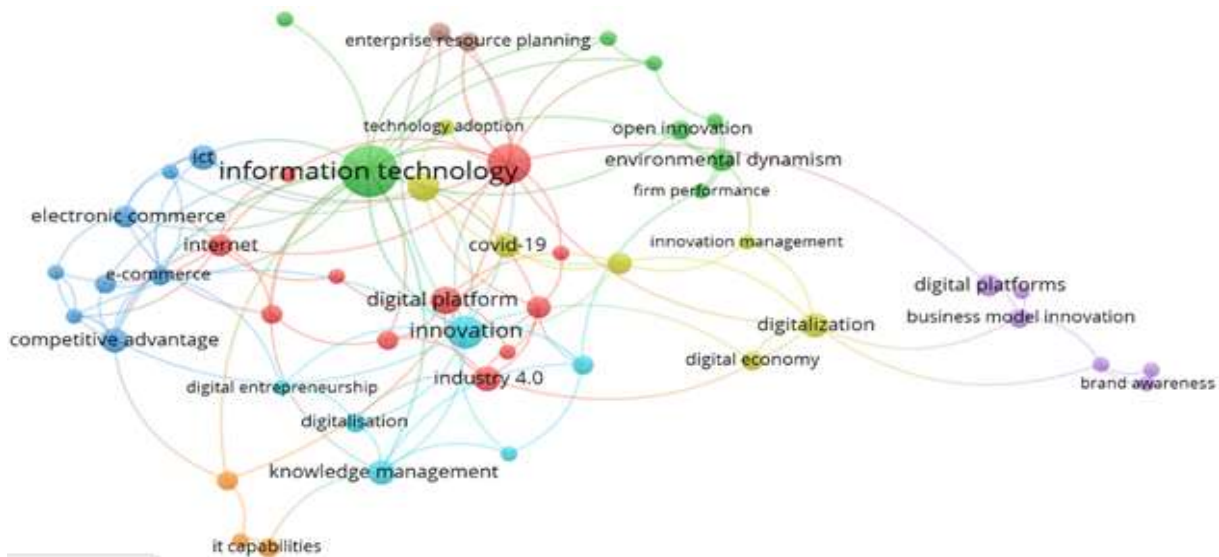 enterprise resource planning
technology adoption
open innovation
ict
environmental dynamism
information technology
firm performance
electronic commerce
internet
covid-19
innovation management
e-commerce
digital platforms
digital platform
business model innovation
innovation
digitalization
competitive advantage
digital economy
industry 4.0
brand awareness
digital entrepreneurship
digitalisation
knowledge management
it capabilities